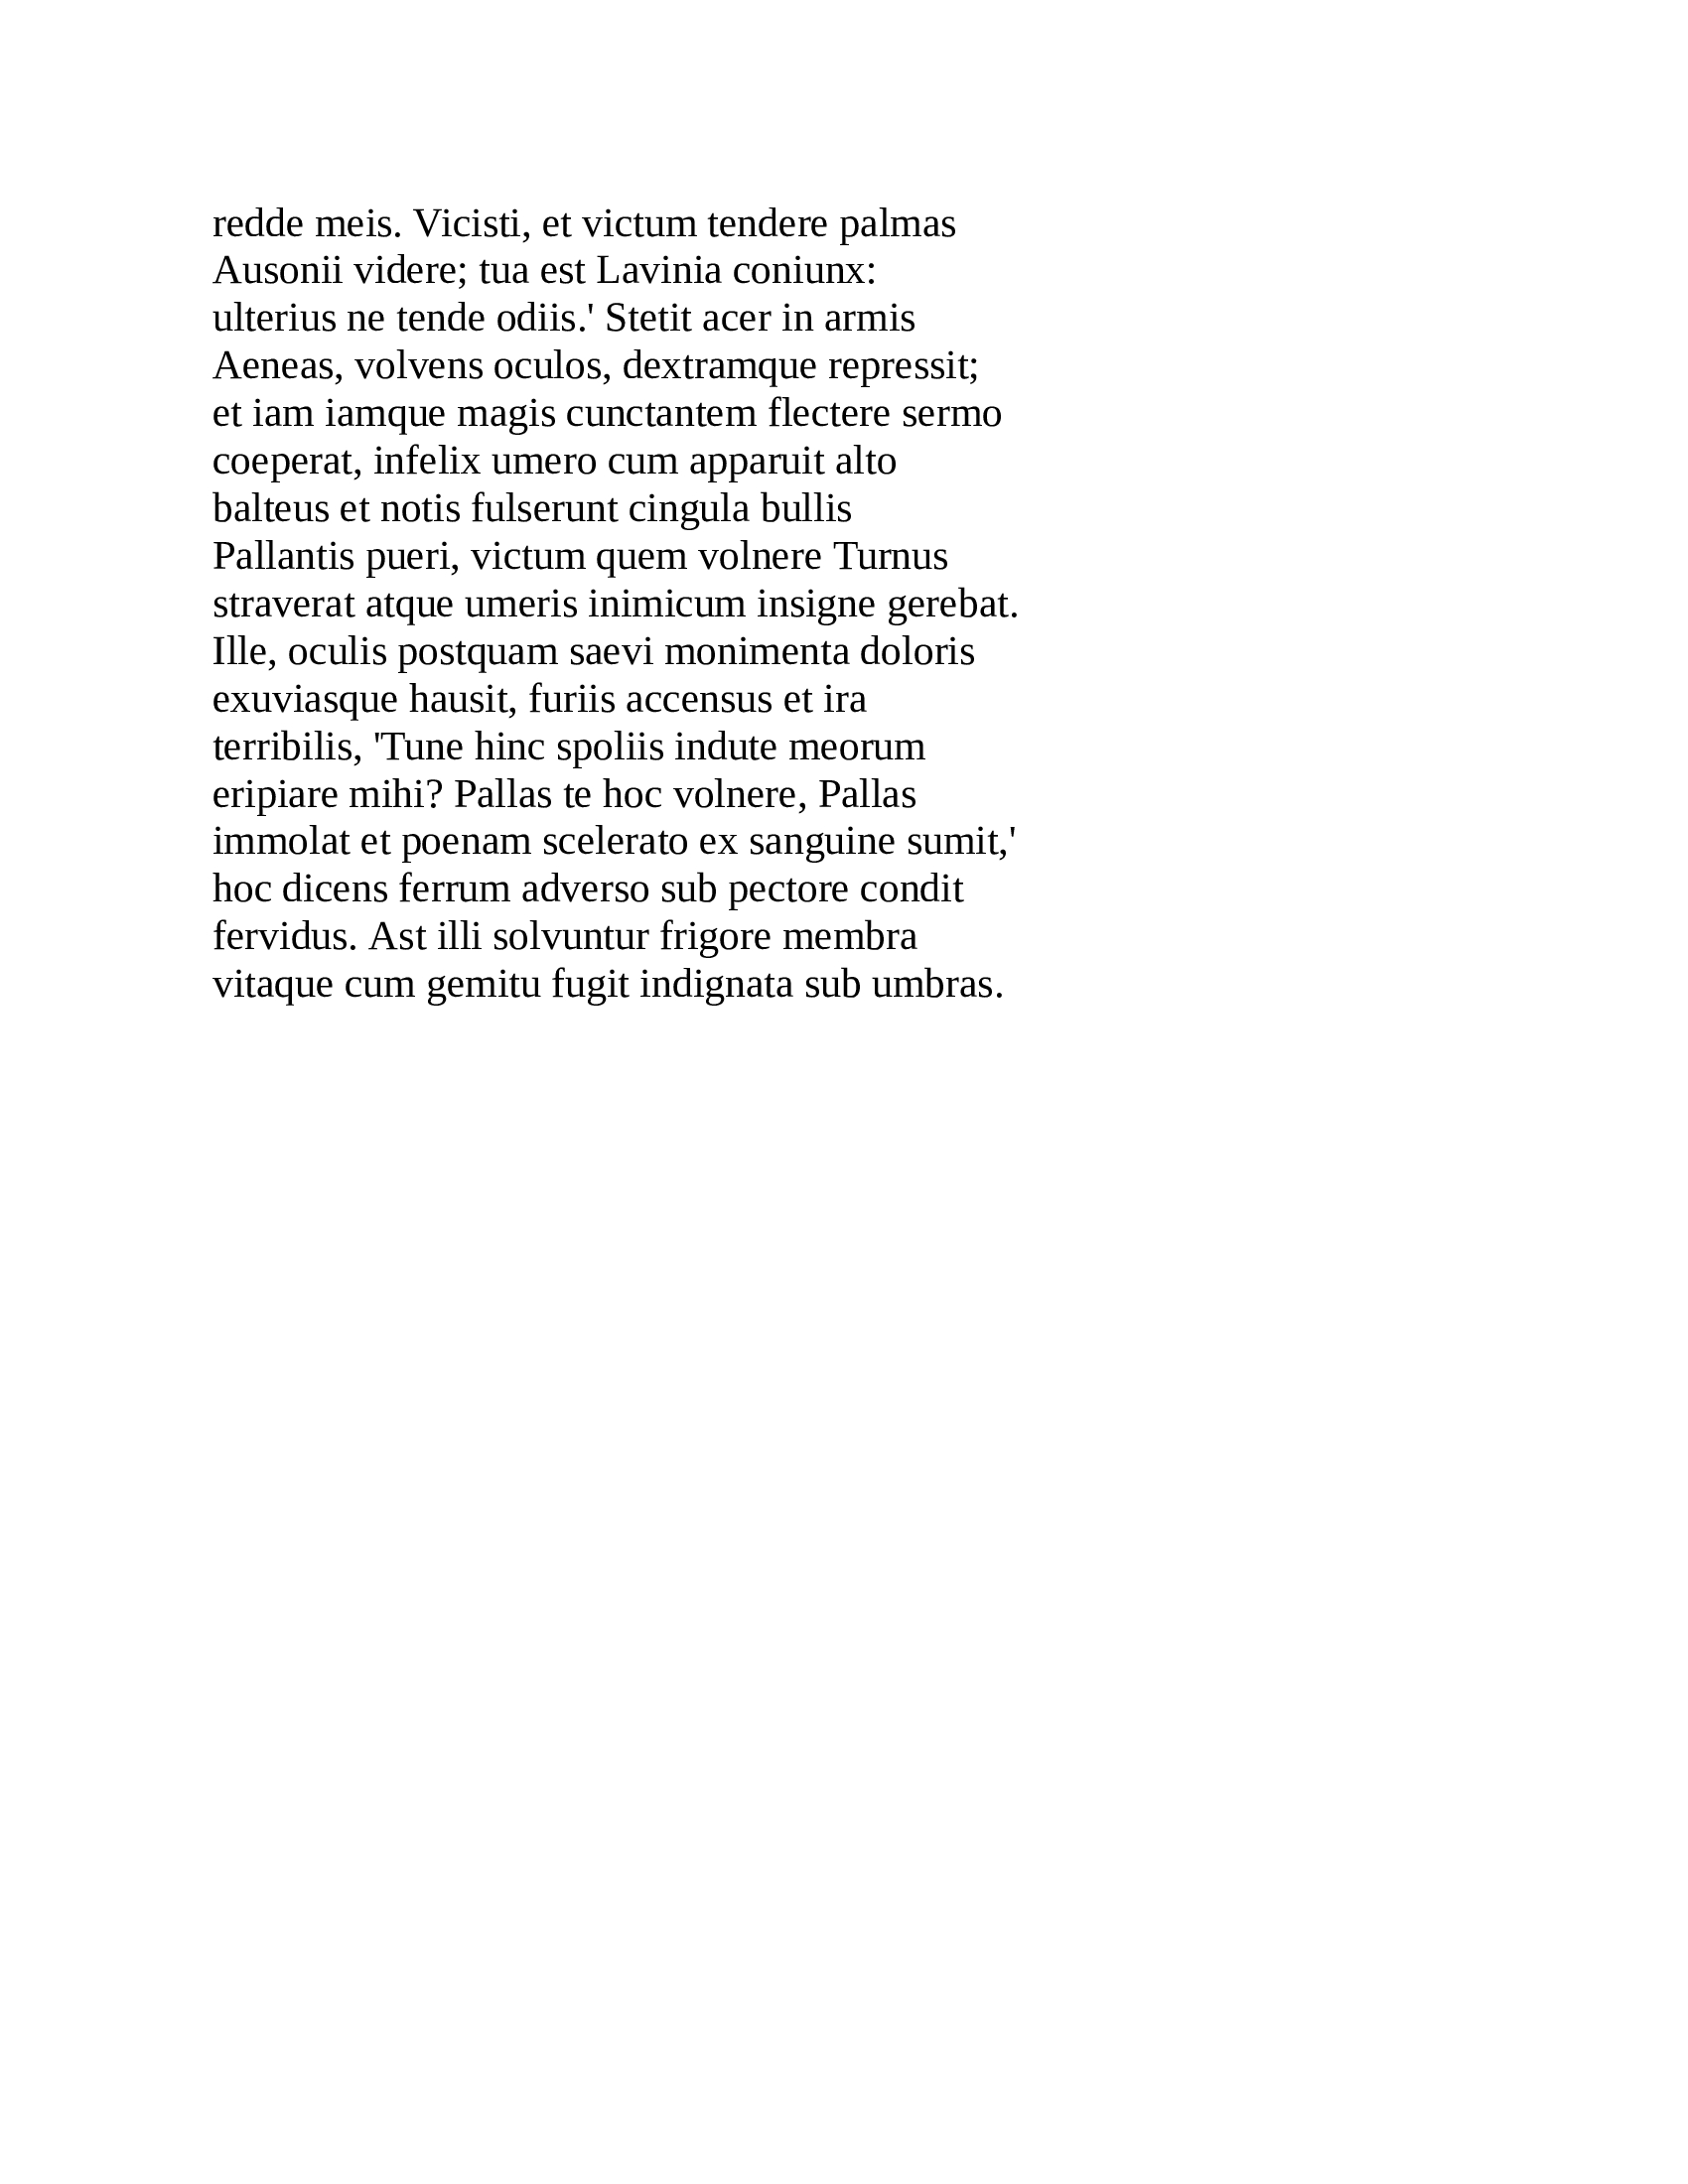 redde meis. Vicisti, et victum tendere palmas
Ausonii videre; tua est Lavinia coniunx:
ulterius ne tende odiis.' Stetit acer in armis
Aeneas, volvens oculos, dextramque repressit;
et iam iamque magis cunctantem flectere sermo
coeperat, infelix umero cum apparuit alto
balteus et notis fulserunt cingula bullis
Pallantis pueri, victum quem volnere Turnus
straverat atque umeris inimicum insigne gerebat.
Ille, oculis postquam saevi monimenta doloris
exuviasque hausit, furiis accensus et ira
terribilis, 'Tune hinc spoliis indute meorum
eripiare mihi? Pallas te hoc volnere, Pallas
immolat et poenam scelerato ex sanguine sumit,'
hoc dicens ferrum adverso sub pectore condit
fervidus. Ast illi solvuntur frigore membra
vitaque cum gemitu fugit indignata sub umbras.